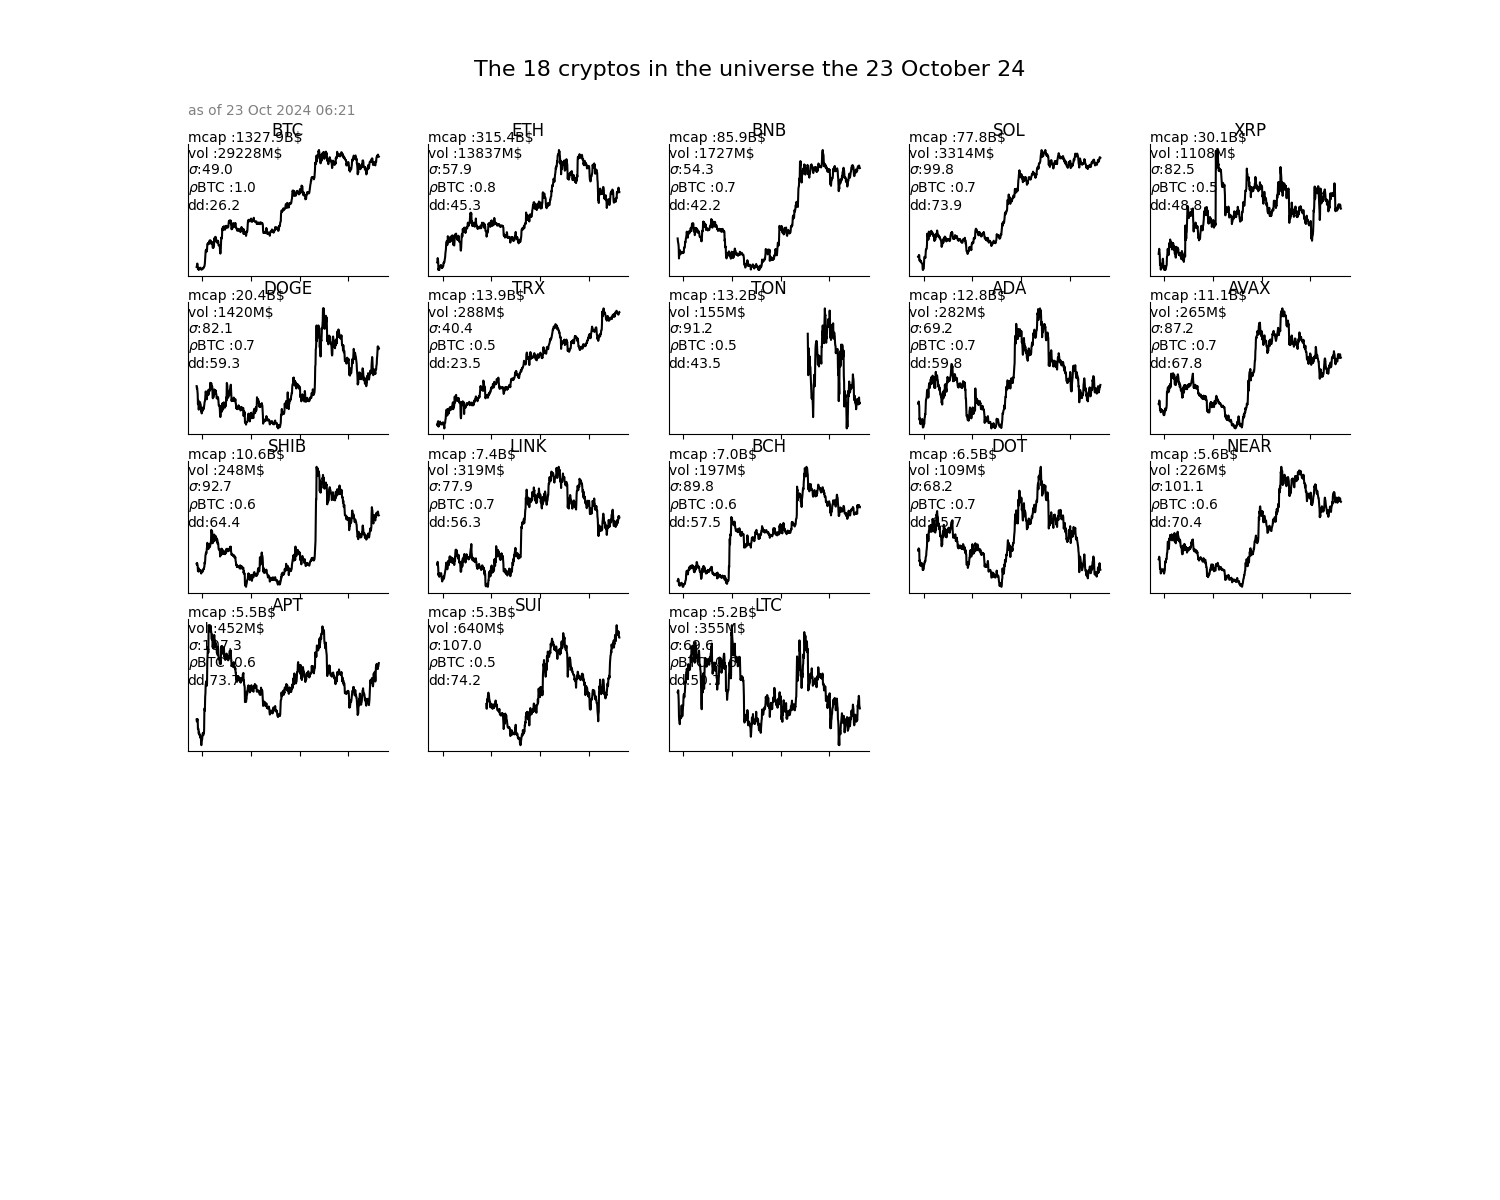 The 18 cryptos in the universe the 23 October 24
as of 23 Oct 2024 06:21
BTC
mcap :1327.9B$
vol :29228M$
σ:49.0
ρBTC :1.0
dd:26.2
ETH
mcap :315.4B$
vol :13837M$
σ:57.9
ρBTC :0.8
dd:45.3
BNB
mcap :85.9B$
vol :1727M$
σ:54.3
ρBTC :0.7
dd:42.2
SOL
mcap :77.8B$
vol :3314M$
σ:99.8
ρBTC :0.7
dd:73.9
XRP
mcap :30.1B$
vol :1108M$
σ:82.5
ρBTC :0.5
dd:48.8
DOGE
mcap :20.4B$
vol :1420M$
σ:82.1
ρBTC :0.7
dd:59.3
TRX
mcap :13.9B$
vol :288M$
σ:40.4
ρBTC :0.5
dd:23.5
TON
mcap :13.2B$
vol :155M$
σ:91.2
ρBTC :0.5
dd:43.5
ADA
mcap :12.8B$
vol :282M$
σ:69.2
ρBTC :0.7
dd:59.8
AVAX
mcap :11.1B$
vol :265M$
σ:87.2
ρBTC :0.7
dd:67.8
SHIB
mcap :10.6B$
vol :248M$
σ:92.7
ρBTC :0.6
dd:64.4
LINK
mcap :7.4B$
vol :319M$
σ:77.9
ρBTC :0.7
dd:56.3
BCH
mcap :7.0B$
vol :197M$
σ:89.8
ρBTC :0.6
dd:57.5
DOT
mcap :6.5B$
vol :109M$
σ:68.2
ρBTC :0.7
NEAR
mcap :5.6B$
vol :226M$
σ:101.1
ρBTC :0.6
dd:70.4
APT
mcap :5.5B$
vol :452M$
σ:107.3
ρBTC :0.6
dd:73.7
SUI
mcap :5.3B$
vol :640M$
σ:107.0
ρBTC :0.5
dd:74.2
LTC
mcap :5.2B$
vol :355M$
σ:69.6